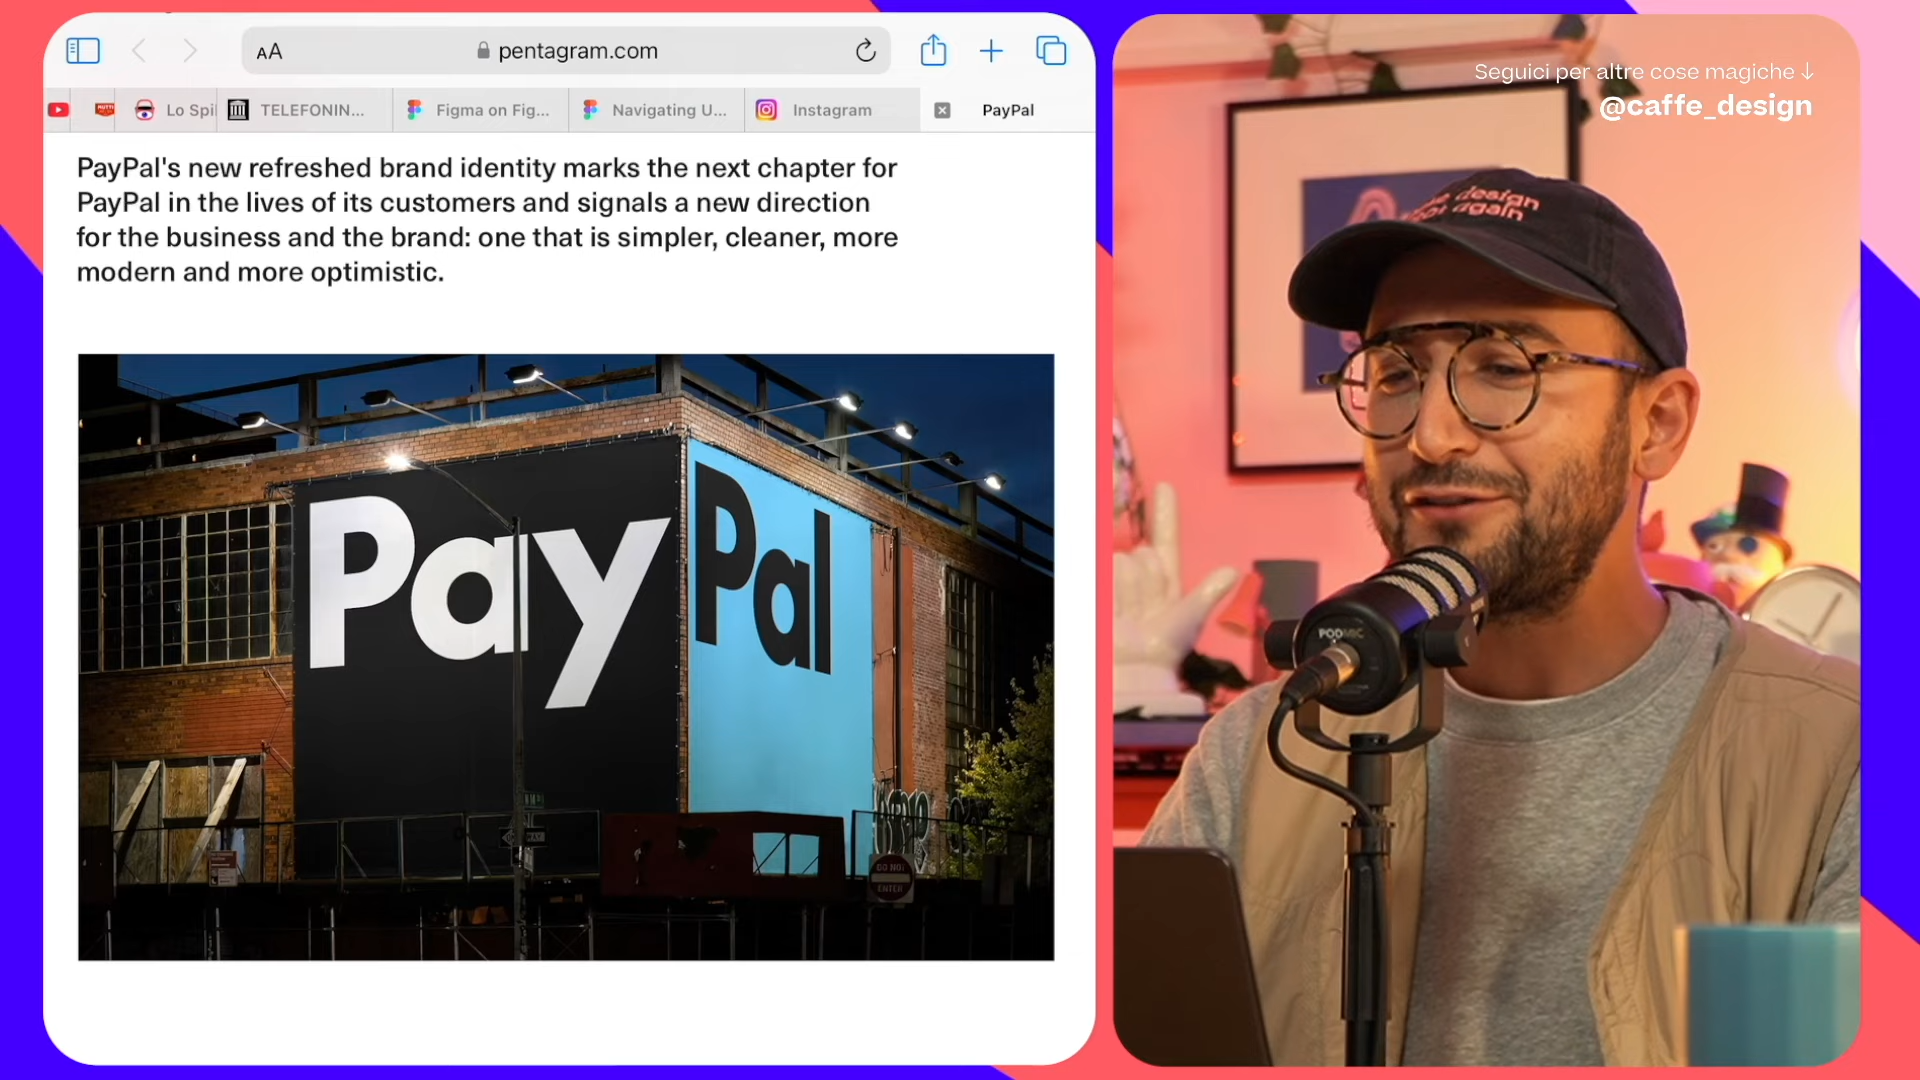 AA
pentagram.com
Lo Spi
TELEFONIN...
Figma on Fig...
Navigating U...
Instagram
PayPal
PayPal's new refreshed brand identity marks the next chapter for
PayPal in the lives of its customers and signals a new direction
for the business and the brand: one that is simpler, cleaner, more
modern and more optimistic.
PayPal
DO NOT
ENTER
Seguici per altre cose magiche ↓
@caffe_design
design
again
PODMIC